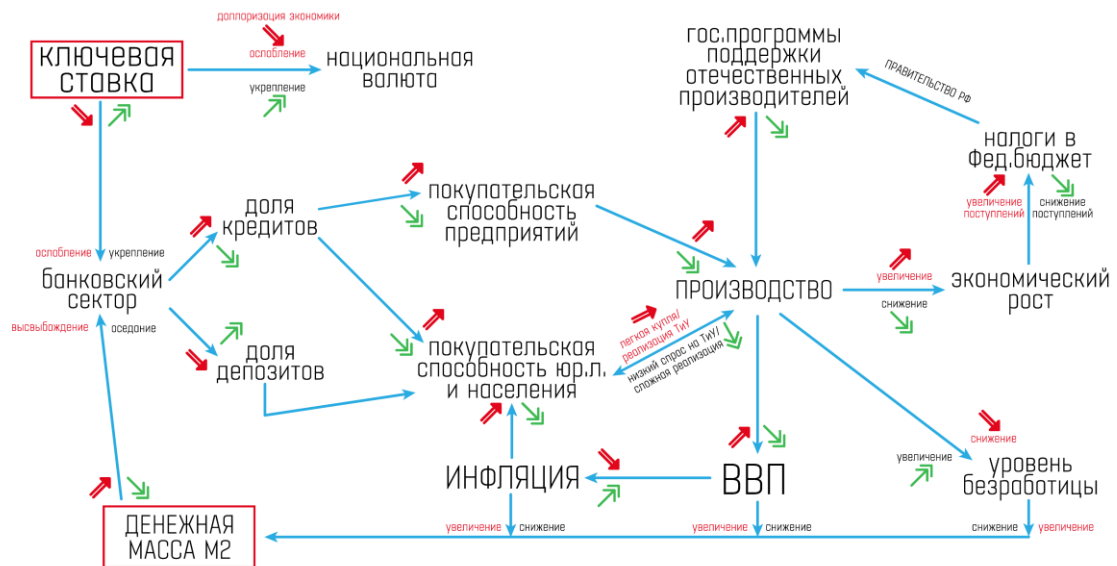 доллоризация экономики
КЛЮЧЕВАЯ
СТАВКА
ослабление
национальная
валюта
укрепление
гос.программы
поддержки
отечественных
производителей
ПРАВИТЕЛЬСТВО РФ
налоги в
Фед.бюджет
увеличение
поступлений
снижение
поступлений
доля
кредитов
покупательская
способность
предприятий
ослабление
укрепление
банковский
сектор
высвыбождение
оседание
ПРОИЗВОДСТВО
увеличение
снижение
экономический
рост
легкая купля/
реализация ТиУ
низкий спрос на ТиУ/
сложная реализация
доля
депозитов
покупательская
способность юр.л.
и населения
снижение
увеличение
уровень
безработицы
ИНФЛЯЦИЯ
ВВП
ДЕНЕЖНАЯ
МАССА М2
увеличение
снижение
увеличение
снижение
снижение
увеличение